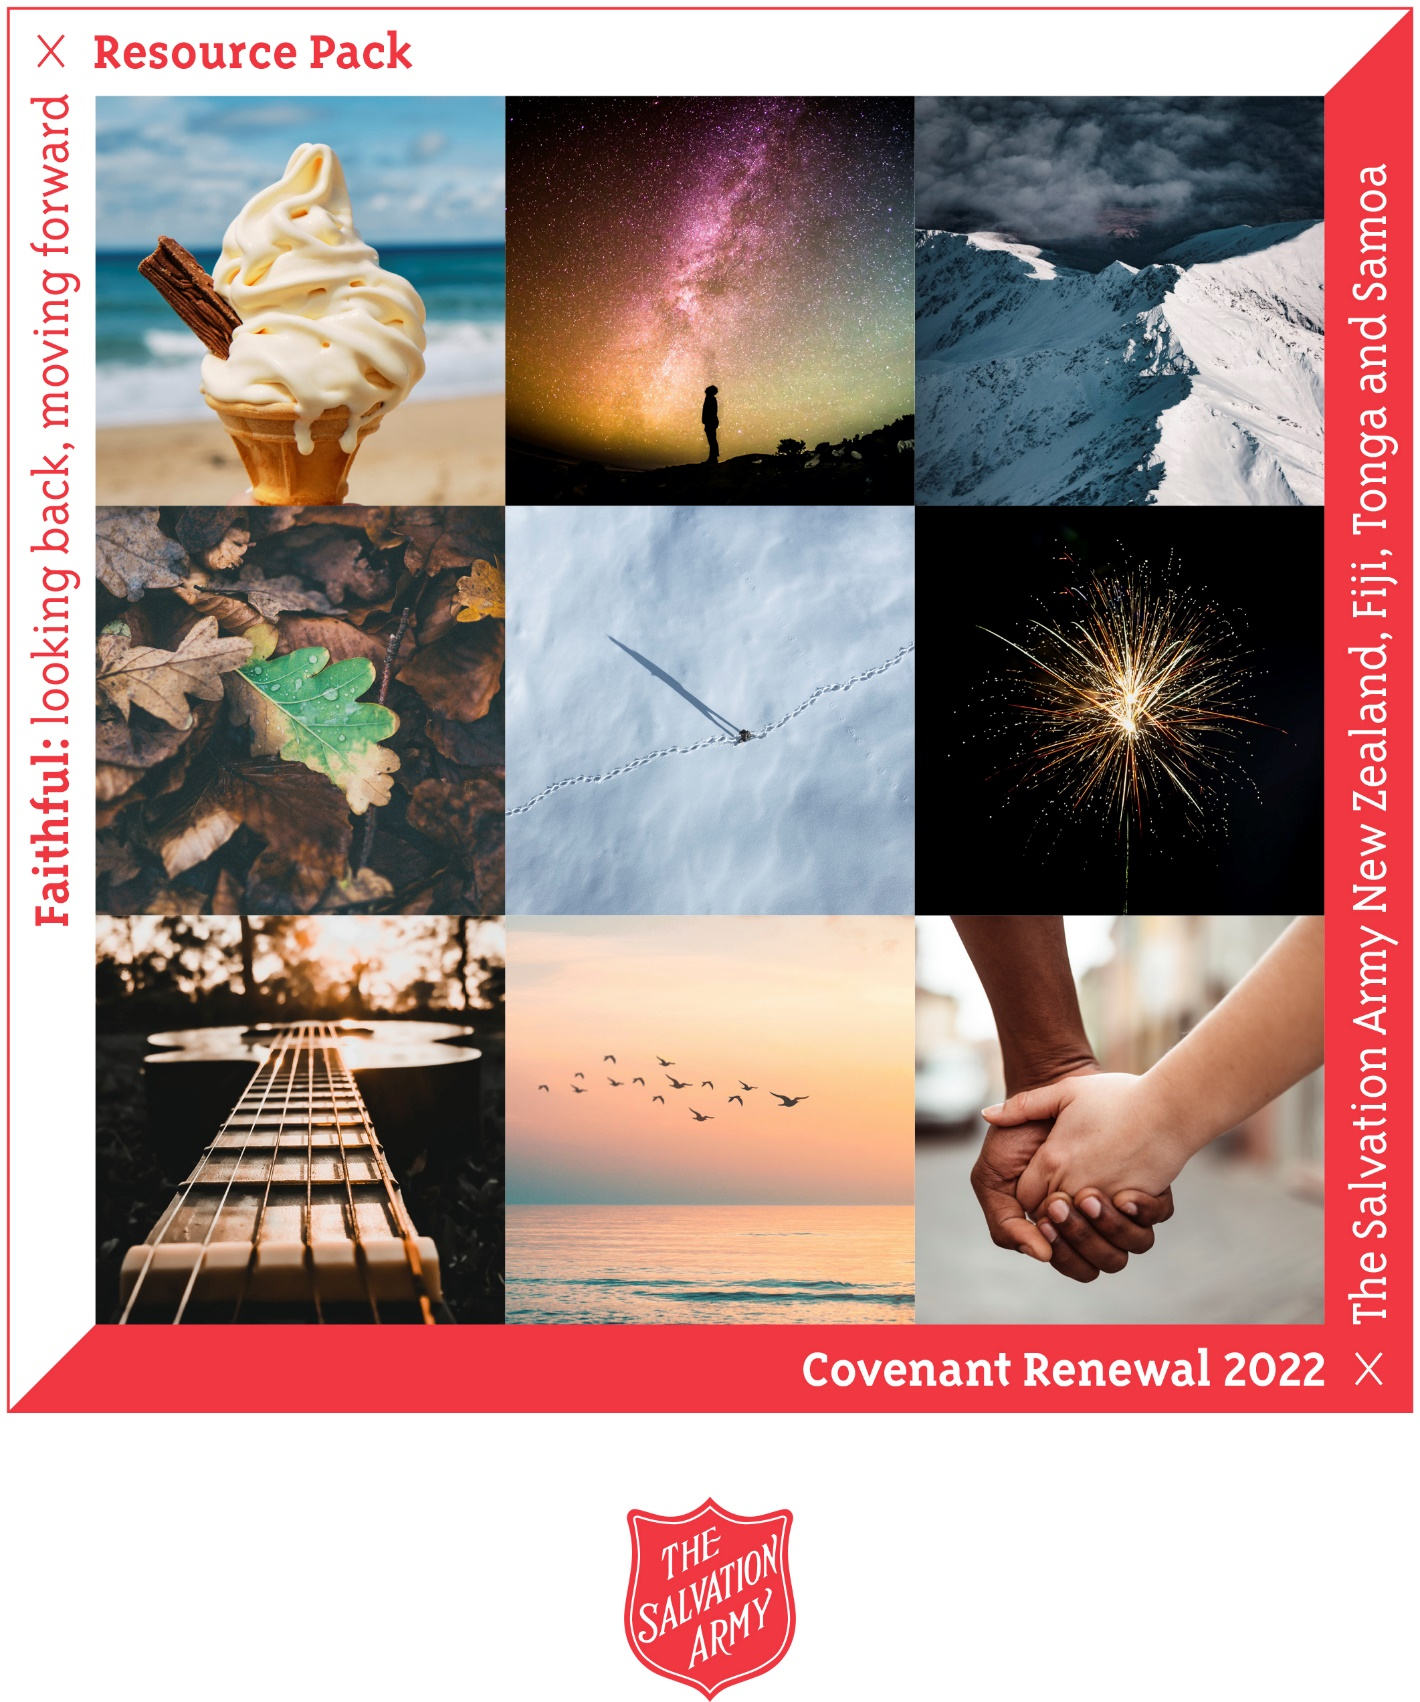 Resource Pack
Faithful: looking back, moving forward
The Salvation Army New Zealand, Fiji, Tonga and Samoa
Covenant Renewal 2022
THE
SALVATION
ARMY